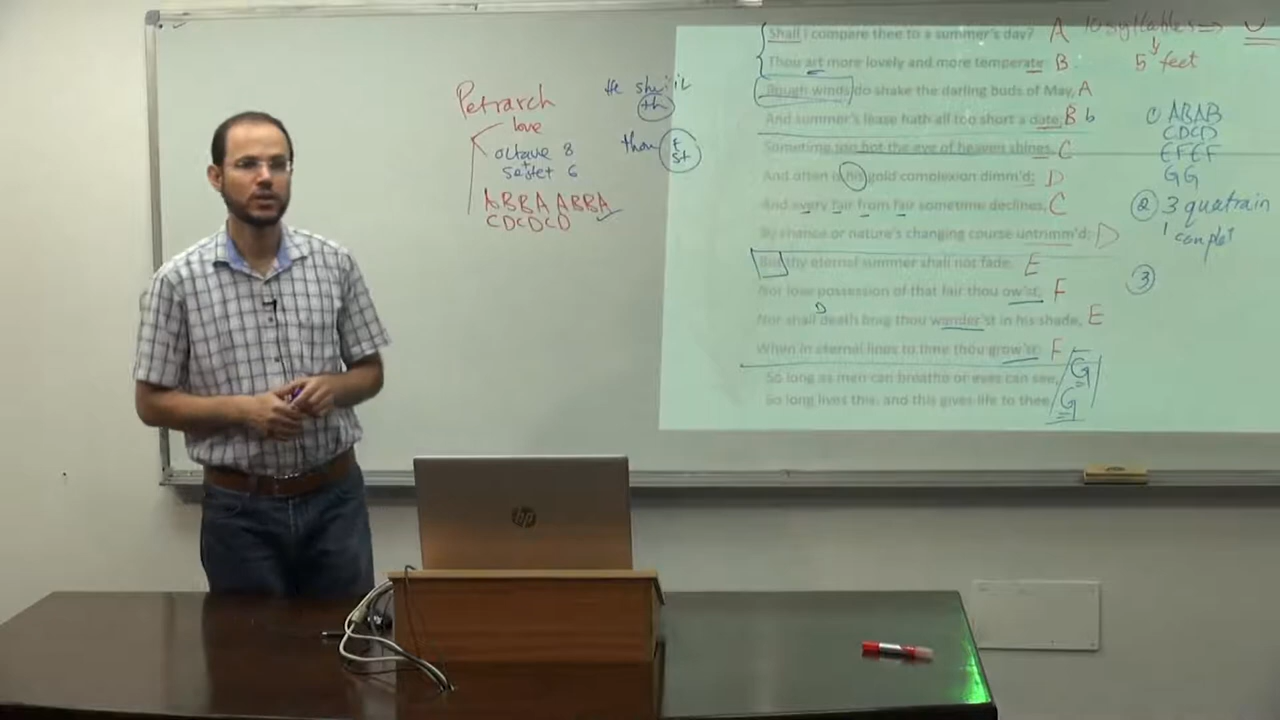 Petrarch
love
octave 8
+
sestet 6
ABBA ABBA
CDCDCD
He
th
thou t
st
Shall I compare thee to a summer's day? A
Thou art more lovely and more temperate B
Rough winds do shake the darling buds of May, A
And summer's lease hath all too short a date; B b
Sometime too hot the eye of heaven shines, C
And often is his gold complexion dimm'd; D
And every fair from fair sometime declines, C
By chance or nature's changing course untrimm'd; D
But thy eternal summer shall not fade, E
Nor lose possession of that fair thou ow'st; F
Nor shall death brag thou wander'st in his shade, E
When in eternal lines to time thou grow'st: F
So long as men can breathe or eyes can see, G
So long lives this, and this gives life to thee. G
10 syllables => U
5 feet
① ABAB
CDCD
EFEF
GG
② 3 quatrain
1 couplet
③
hp